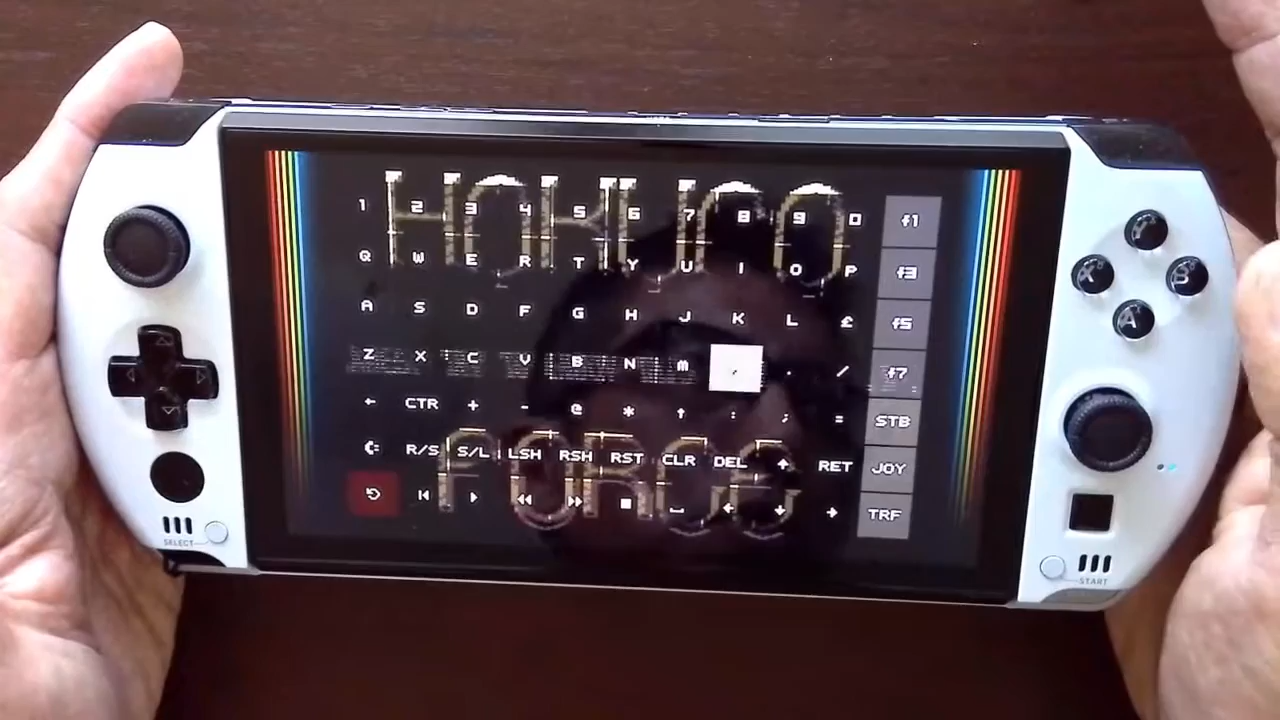 HOKUTO
1 2 3 4 5 6 7 8 9 0 f1
Q W E R T Y U I O P f3
A S D F G H J K L £ f5
Z X C V B N M , . / f7
← CTR + - @ * ↑ : ; = STB
C= R/S S/L LSH RSH RST CLR DEL ↑ RET JOY
FORCE
← ↓ → TRF
X B A
SELECT
START